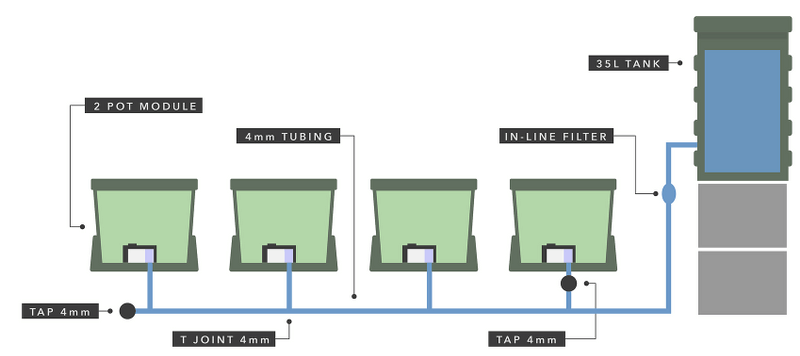 35L TANK
2 POT MODULE
4mm TUBING
IN-LINE FILTER
TAP 4mm
T JOINT 4mm
TAP 4mm